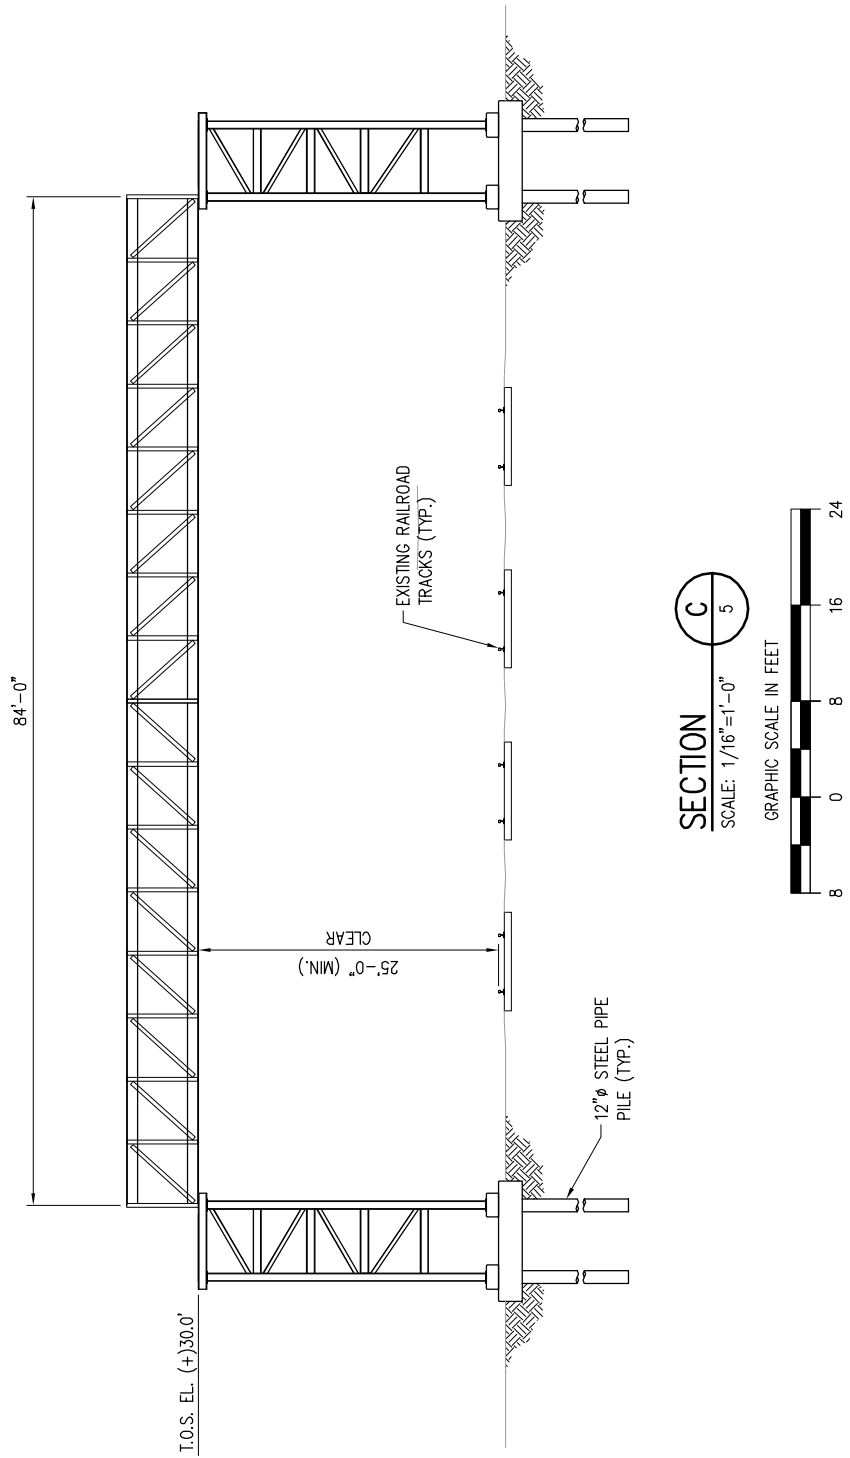 84'-0"
T.O.S. EL. (+)30.0'
25'-0" (MIN.)
CLEAR
EXISTING RAILROAD
TRACKS (TYP.)
12"ø STEEL PIPE
PILE (TYP.)
SECTION
C
5
SCALE: 1/16"=1'-0"
GRAPHIC SCALE IN FEET
8 0 8 16 24